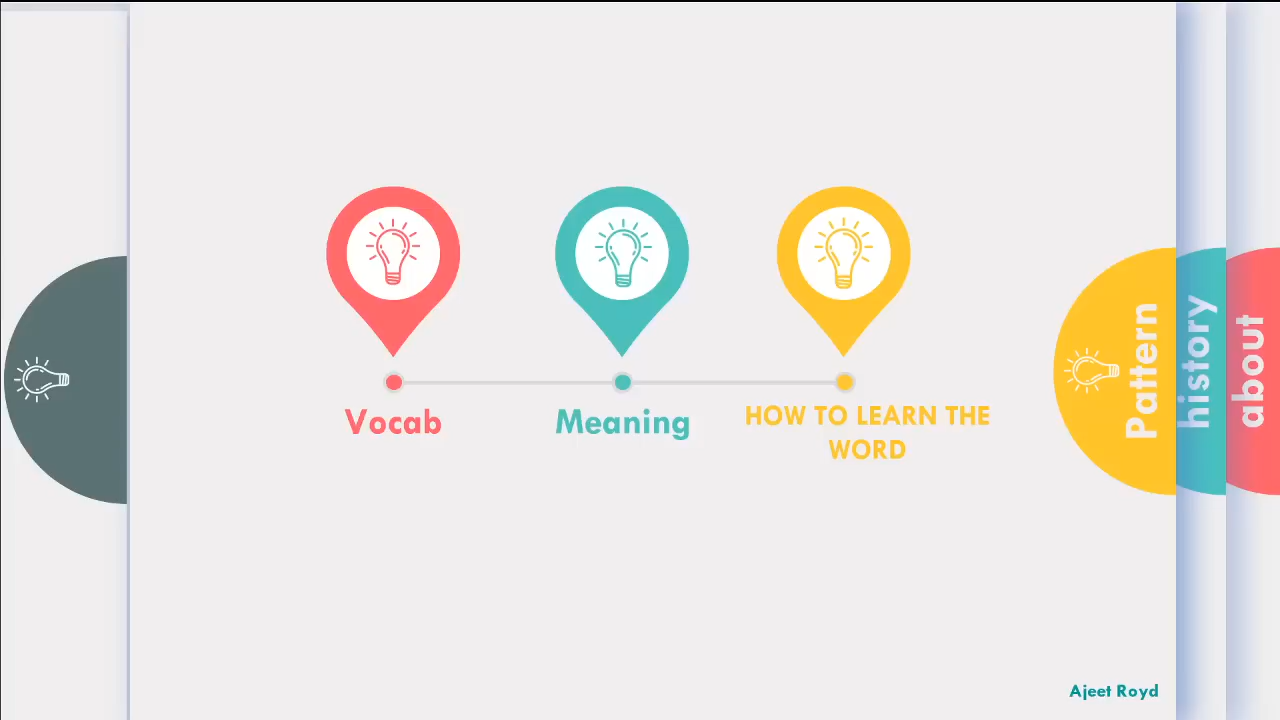 Vocab
Meaning
HOW TO LEARN THE
WORD
Pattern
history
about
Ajeet Royd